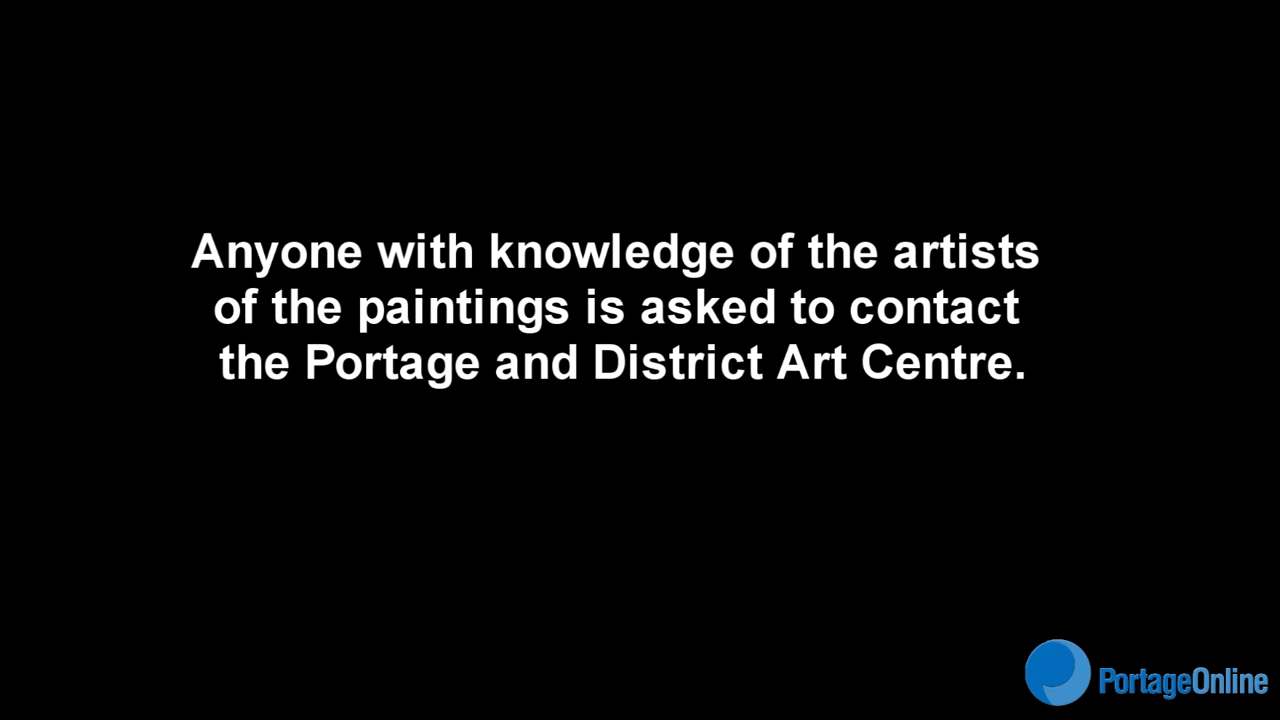 Anyone with knowledge of the artists
of the paintings is asked to contact
the Portage and District Art Centre.
PortageOnline